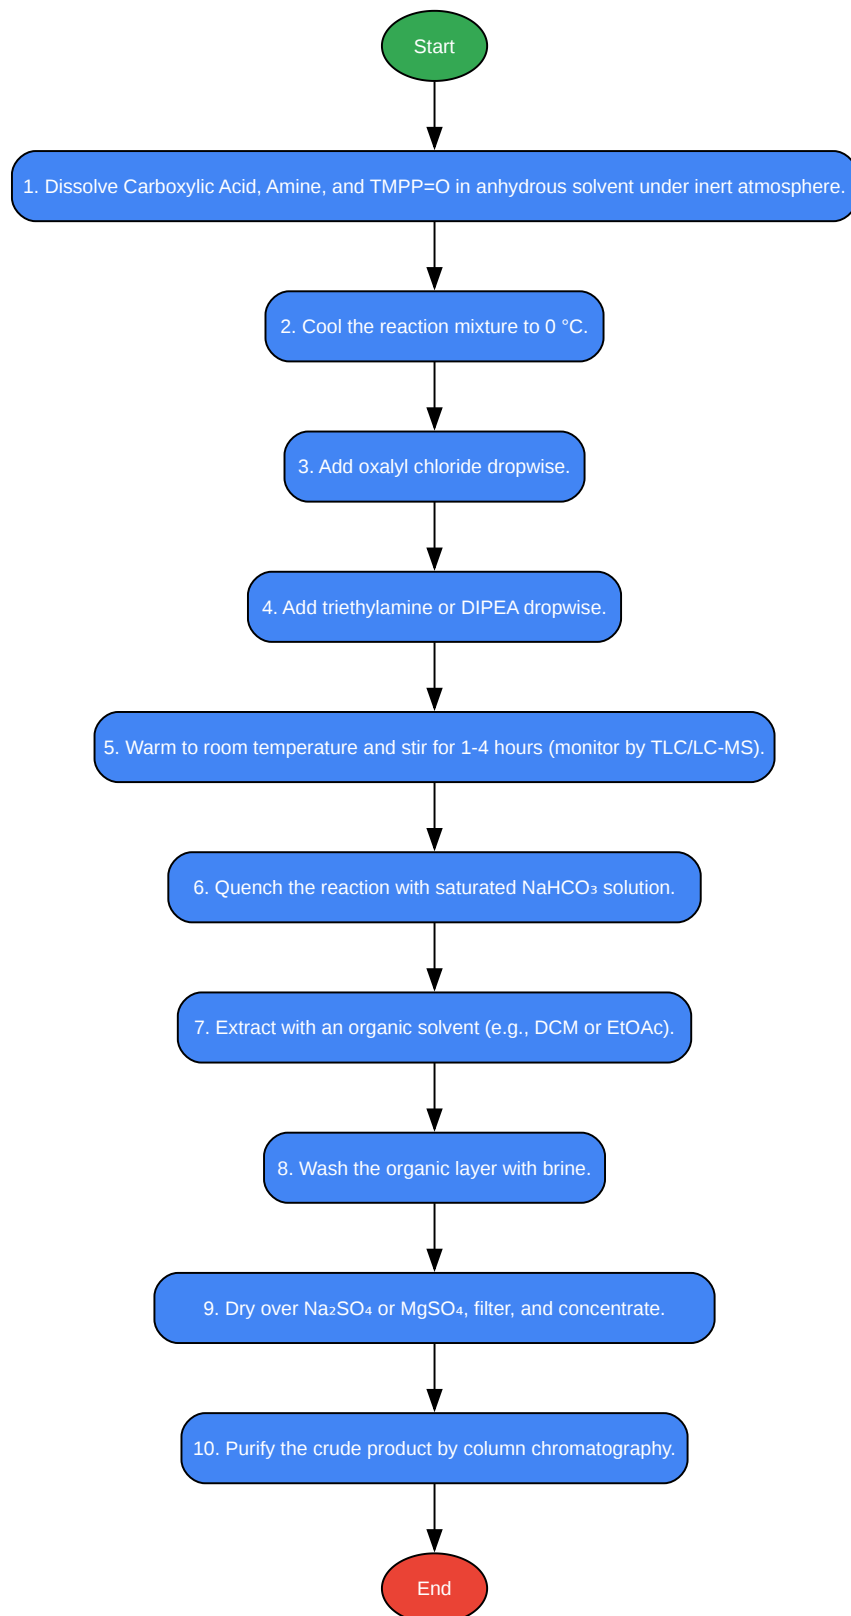 Start
1. Dissolve Carboxylic Acid, Amine, and TMPP=O in anhydrous solvent under inert atmosphere.
2. Cool the reaction mixture to 0 °C.
3. Add oxalyl chloride dropwise.
4. Add triethylamine or DIPEA dropwise.
5. Warm to room temperature and stir for 1-4 hours (monitor by TLC/LC-MS).
6. Quench the reaction with saturated NaHCO₃ solution.
7. Extract with an organic solvent (e.g., DCM or EtOAc).
8. Wash the organic layer with brine.
9. Dry over Na₂SO₄ or MgSO₄, filter, and concentrate.
10. Purify the crude product by column chromatography.
End